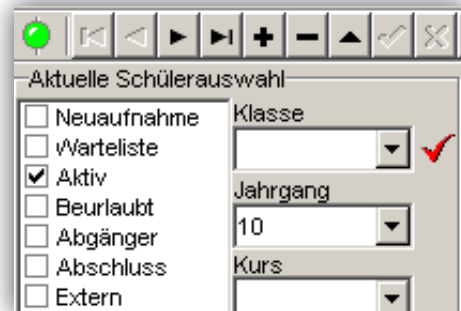 Aktuelle Schülerauswahl
Neuaufnahme
Warteliste
Aktiv
Beurlaubt
Abgänger
Abschluss
Extern
Klasse
Jahrgang
10
Kurs